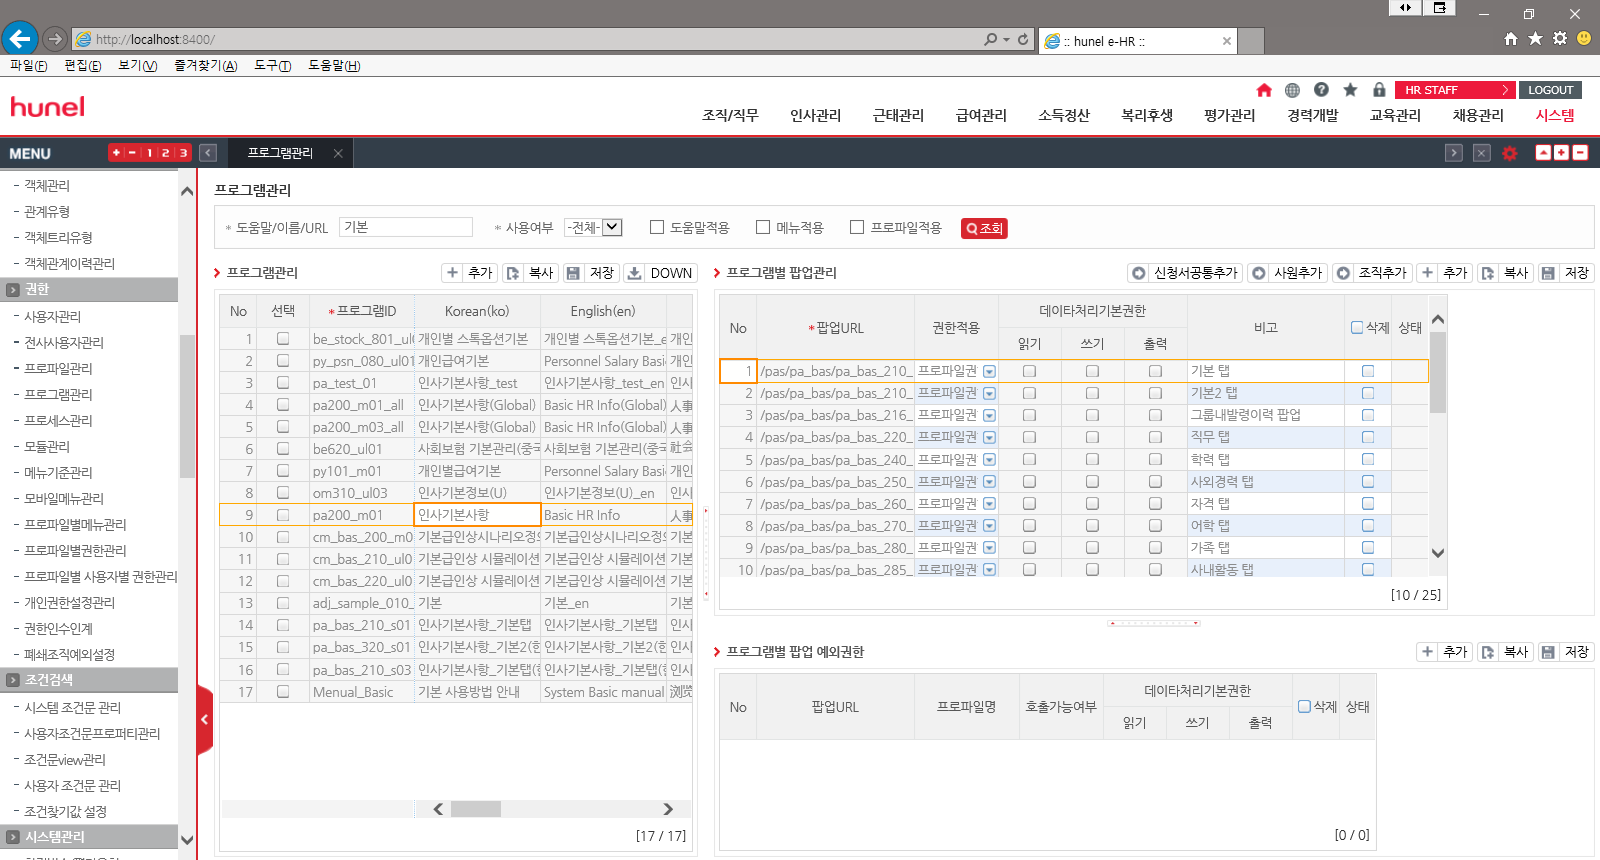 http://localhost:8400/
:: hunel e-HR ::
파일(F) 편집(E) 보기(V) 즐겨찾기(A) 도구(T) 도움말(H)
hunel
HR STAFF LOGOUT
조직/직무 인사관리 근태관리 급여관리 소득정산 복리후생 평가관리 경력개발 교육관리 채용관리 시스템
MENU + - 1 2 3 프로그램관리
객체관리
관계유형
객체트리유형
객체관계이력관리
권한
사용자관리
전사사용자관리
프로파일관리
프로그램관리
프로세스관리
모듈관리
메뉴기준관리
모바일메뉴관리
프로파일별메뉴관리
프로파일별권한관리
프로파일별 사용자별 권한관리
개인권한설정관리
권한인수인계
폐쇄조직예외설정
조건검색
시스템 조건문 관리
사용자조건문프로퍼티관리
조건문view관리
사용자 조건문 관리
조건찾기값 설정
시스템관리
프로그램관리
* 도움말/이름/URL 기본 * 사용여부 -전체- 도움말적용 메뉴적용 프로파일적용 조회
프로그램관리 추가 복사 저장 DOWN
No 선택 *프로그램ID Korean(ko) English(en)
1 be_stock_801_ul 개인별 스톡옵션기본 개인별 스톡옵션기본_e 개인
2 py_psn_080_ul01 개인급여기본 Personnel Salary Basi 개인
3 pa_test_01 인사기본사항_test 인사기본사항_test_en 인사
4 pa200_m01_all 인사기본사항(Global) Basic HR Info(Global) 人事
5 pa200_m03_all 인사기본사항(Global) Basic HR Info(Global) 人事
6 be620_ul01 사회보험 기본관리(중국 사회보험 기본관리(중국 社会
7 py101_m01 개인별급여기본 Personnel Salary Basi 개인
8 om310_ul03 인사기본정보(U) 인사기본정보(U)_en 인사
9 pa200_m01 인사기본사항 Basic HR Info 人事
10 cm_bas_200_m0 기본급인상시나리오정의 기본급인상시나리오정의 기본
11 cm_bas_210_ul0 기본급인상 시뮬레이션 기본급인상 시뮬레이션 기본
12 cm_bas_220_ul0 기본급인상 시뮬레이션 기본급인상 시뮬레이션 기본
13 adj_sample_010_ 기본 기본_en 기본
14 pa_bas_210_s01 인사기본사항_기본탭 인사기본사항_기본탭 인사
15 pa_bas_320_s01 인사기본사항_기본2(한 인사기본사항_기본2(한 인사
16 pa_bas_210_s03 인사기본사항_기본탭(한 인사기본사항_기본탭(한 인사
17 Menual_Basic 기본 사용방법 안내 System Basic manual 浏览
[17 / 17]
프로그램별 팝업관리 신청서공통추가 사원추가 조직추가 추가 복사 저장
No *팝업URL 권한적용 데이타처리기본권한 비고 삭제 상태
읽기 쓰기 출력
1 /pas/pa_bas/pa_bas_210_ 프로파일권 기본 탭
2 /pas/pa_bas/pa_bas_210_ 프로파일권 기본2 탭
3 /pas/pa_bas/pa_bas_216_ 프로파일권 그룹내발령이력 팝업
4 /pas/pa_bas/pa_bas_220_ 프로파일권 직무 탭
5 /pas/pa_bas/pa_bas_240_ 프로파일권 학력 탭
6 /pas/pa_bas/pa_bas_250_ 프로파일권 사외경력 탭
7 /pas/pa_bas/pa_bas_260_ 프로파일권 자격 탭
8 /pas/pa_bas/pa_bas_270_ 프로파일권 어학 탭
9 /pas/pa_bas/pa_bas_280_ 프로파일권 가족 탭
10 /pas/pa_bas/pa_bas_285_ 프로파일권 사내활동 탭
[10 / 25]
프로그램별 팝업 예외권한 추가 복사 저장
No 팝업URL 프로파일명 호출가능여부 데이타처리기본권한 삭제 상태
읽기 쓰기 출력
[0 / 0]